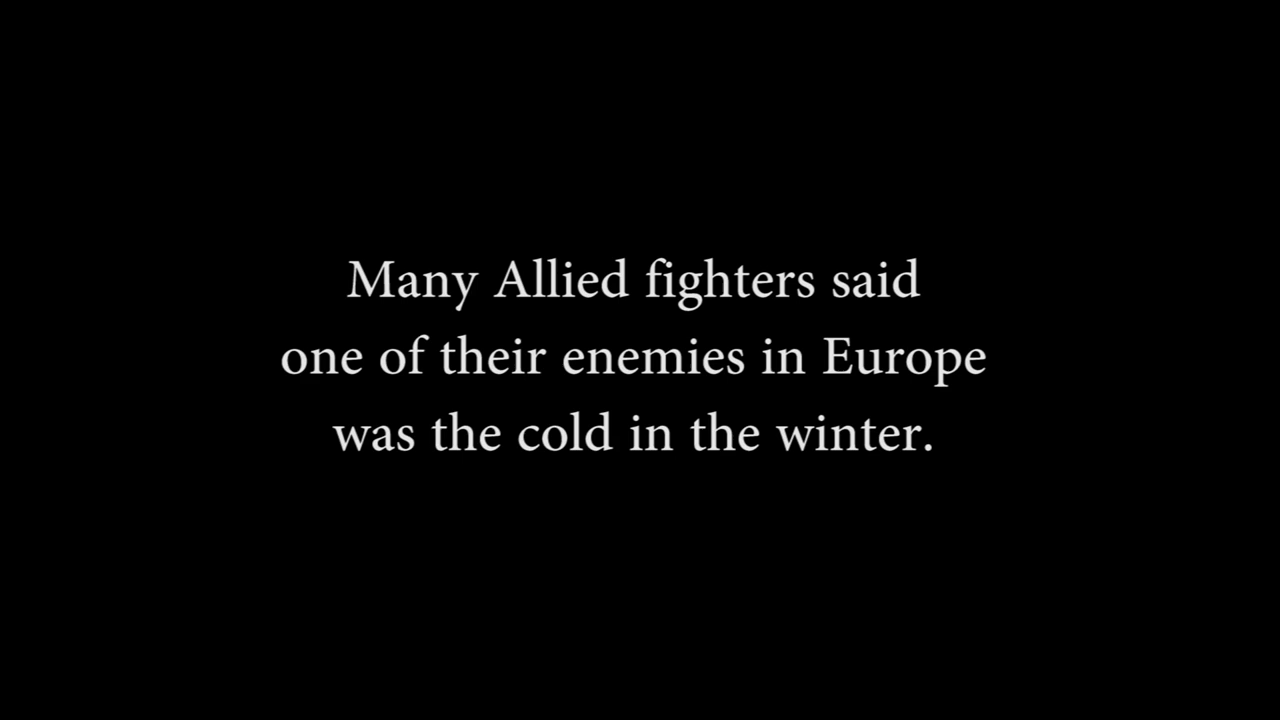 Many Allied fighters said
one of their enemies in Europe
was the cold in the winter.